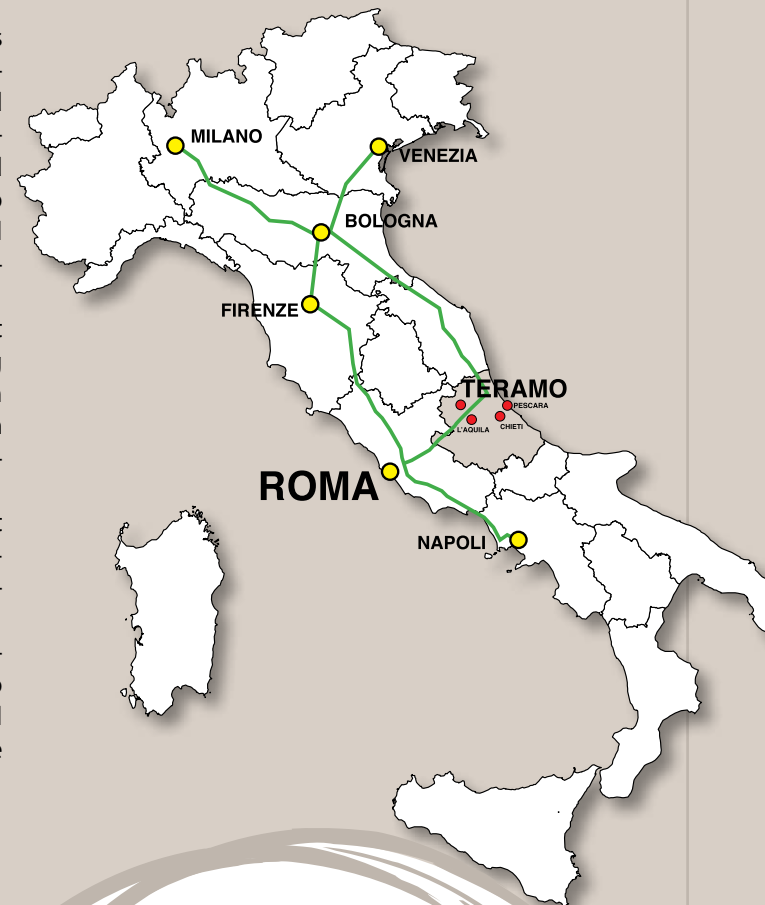 MILANO
VENEZIA
BOLOGNA
FIRENZE
TERAMO
PESCARA
L'AQUILA
CHIETI
ROMA
NAPOLI